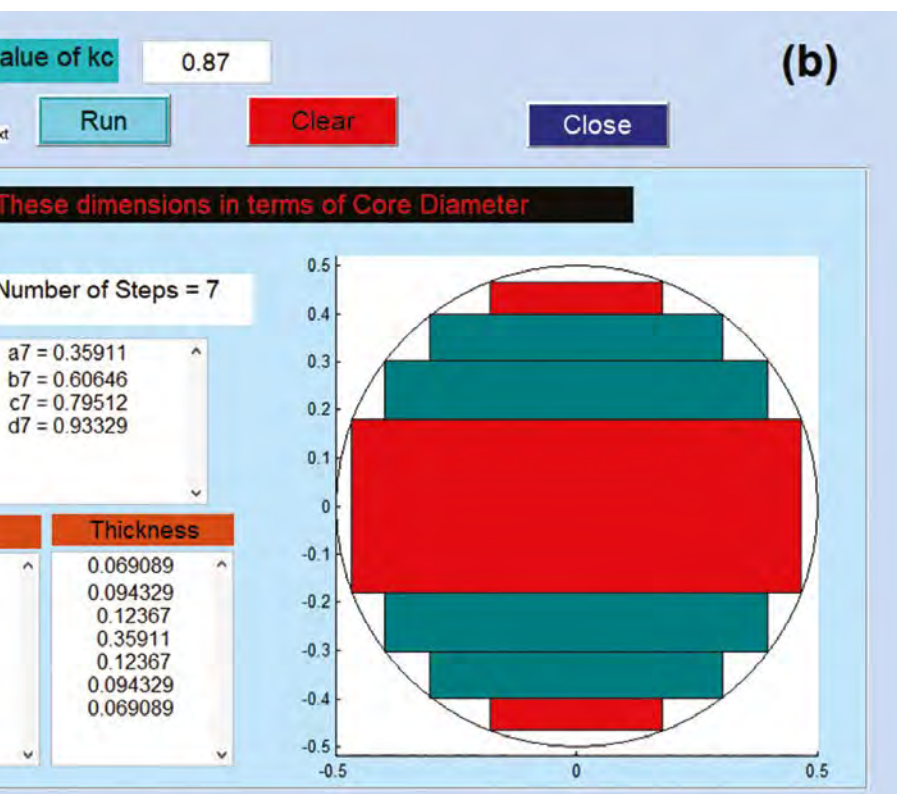 alue of kc 0.87
(b)
xt Run Clear Close
These dimensions in terms of Core Diameter
Number of Steps = 7
a7 = 0.35911
b7 = 0.60646
c7 = 0.79512
d7 = 0.93329
Thickness
0.069089
0.094329
0.12367
0.35911
0.12367
0.094329
0.069089
0.5
0.4
0.3
0.2
0.1
0
-0.1
-0.2
-0.3
-0.4
-0.5
-0.5 0 0.5